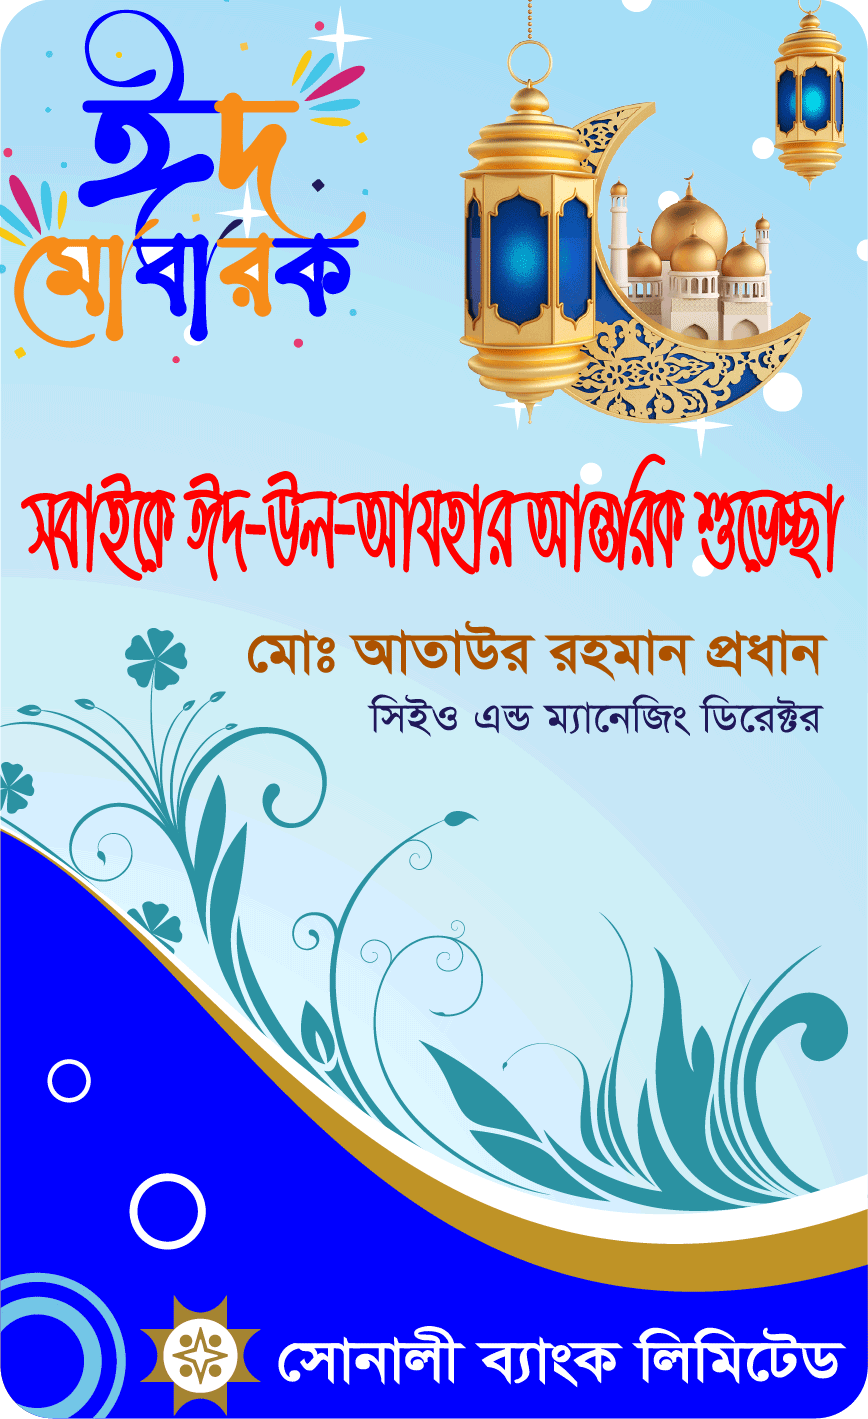 ঈদ
মোবারক
সবাইকে ঈদ-উল-আযহার আন্তরিক শুভেচ্ছা
মোঃ আতাউর রহমান প্রধান
সিইও এন্ড ম্যানেজিং ডিরেক্টর
সোনালী ব্যাংক লিমিটেড